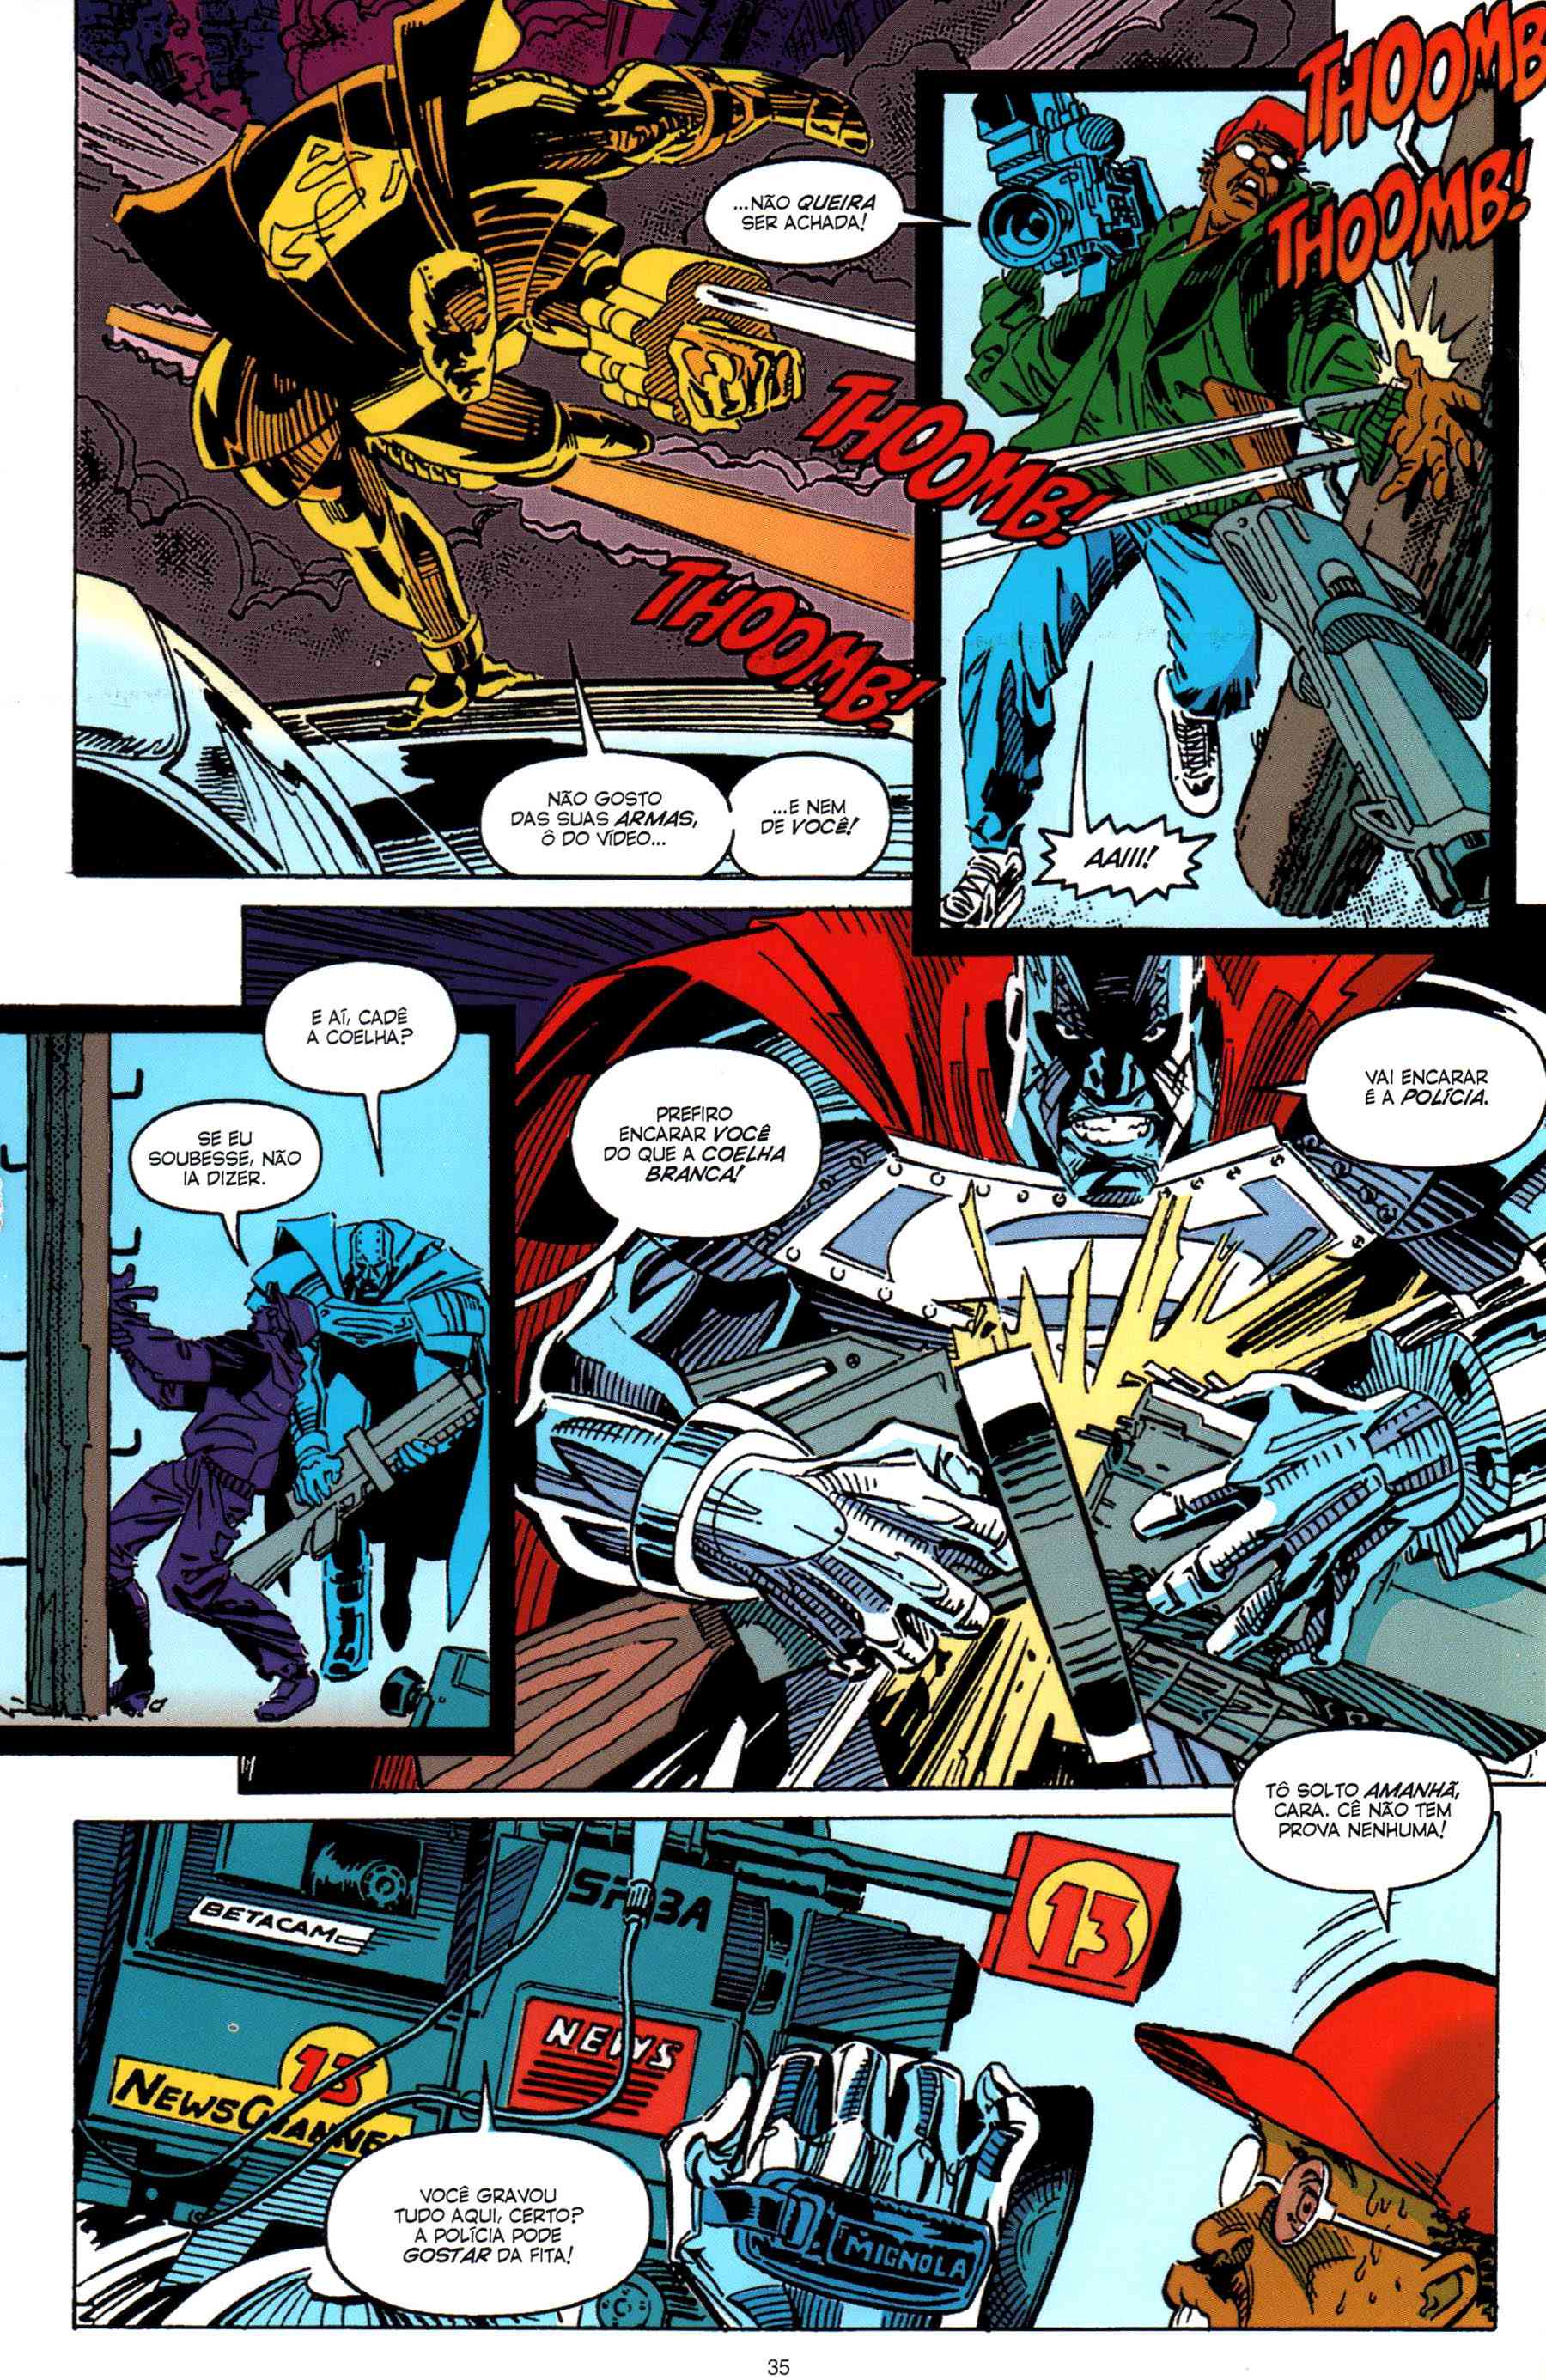 ...NÃO QUEIRA
SER ACHADA!
THOOMB
THOOMB!
THOOMB!
THOOMB!
NÃO GOSTO
DAS SUAS ARMAS,
Ô DO VÍDEO...
...E NEM
DE VOCÊ!
AAIII!
E AÍ, CADÊ
A COELHA?
SE EU
SOUBESSE, NÃO
IA DIZER.
PREFIRO
ENCARAR VOCÊ
DO QUE A COELHA
BRANCA!
VAI ENCARAR
É A POLÍCIA.
TÔ SOLTO AMANHÃ,
CARA. CÊ NÃO TEM
PROVA NENHUMA!
BETACAM
13
NEWS
13
NEWSCHANNE
VOCÊ GRAVOU
TUDO AQUI, CERTO?
A POLÍCIA PODE
GOSTAR DA FITA!
MIGNOLA
35